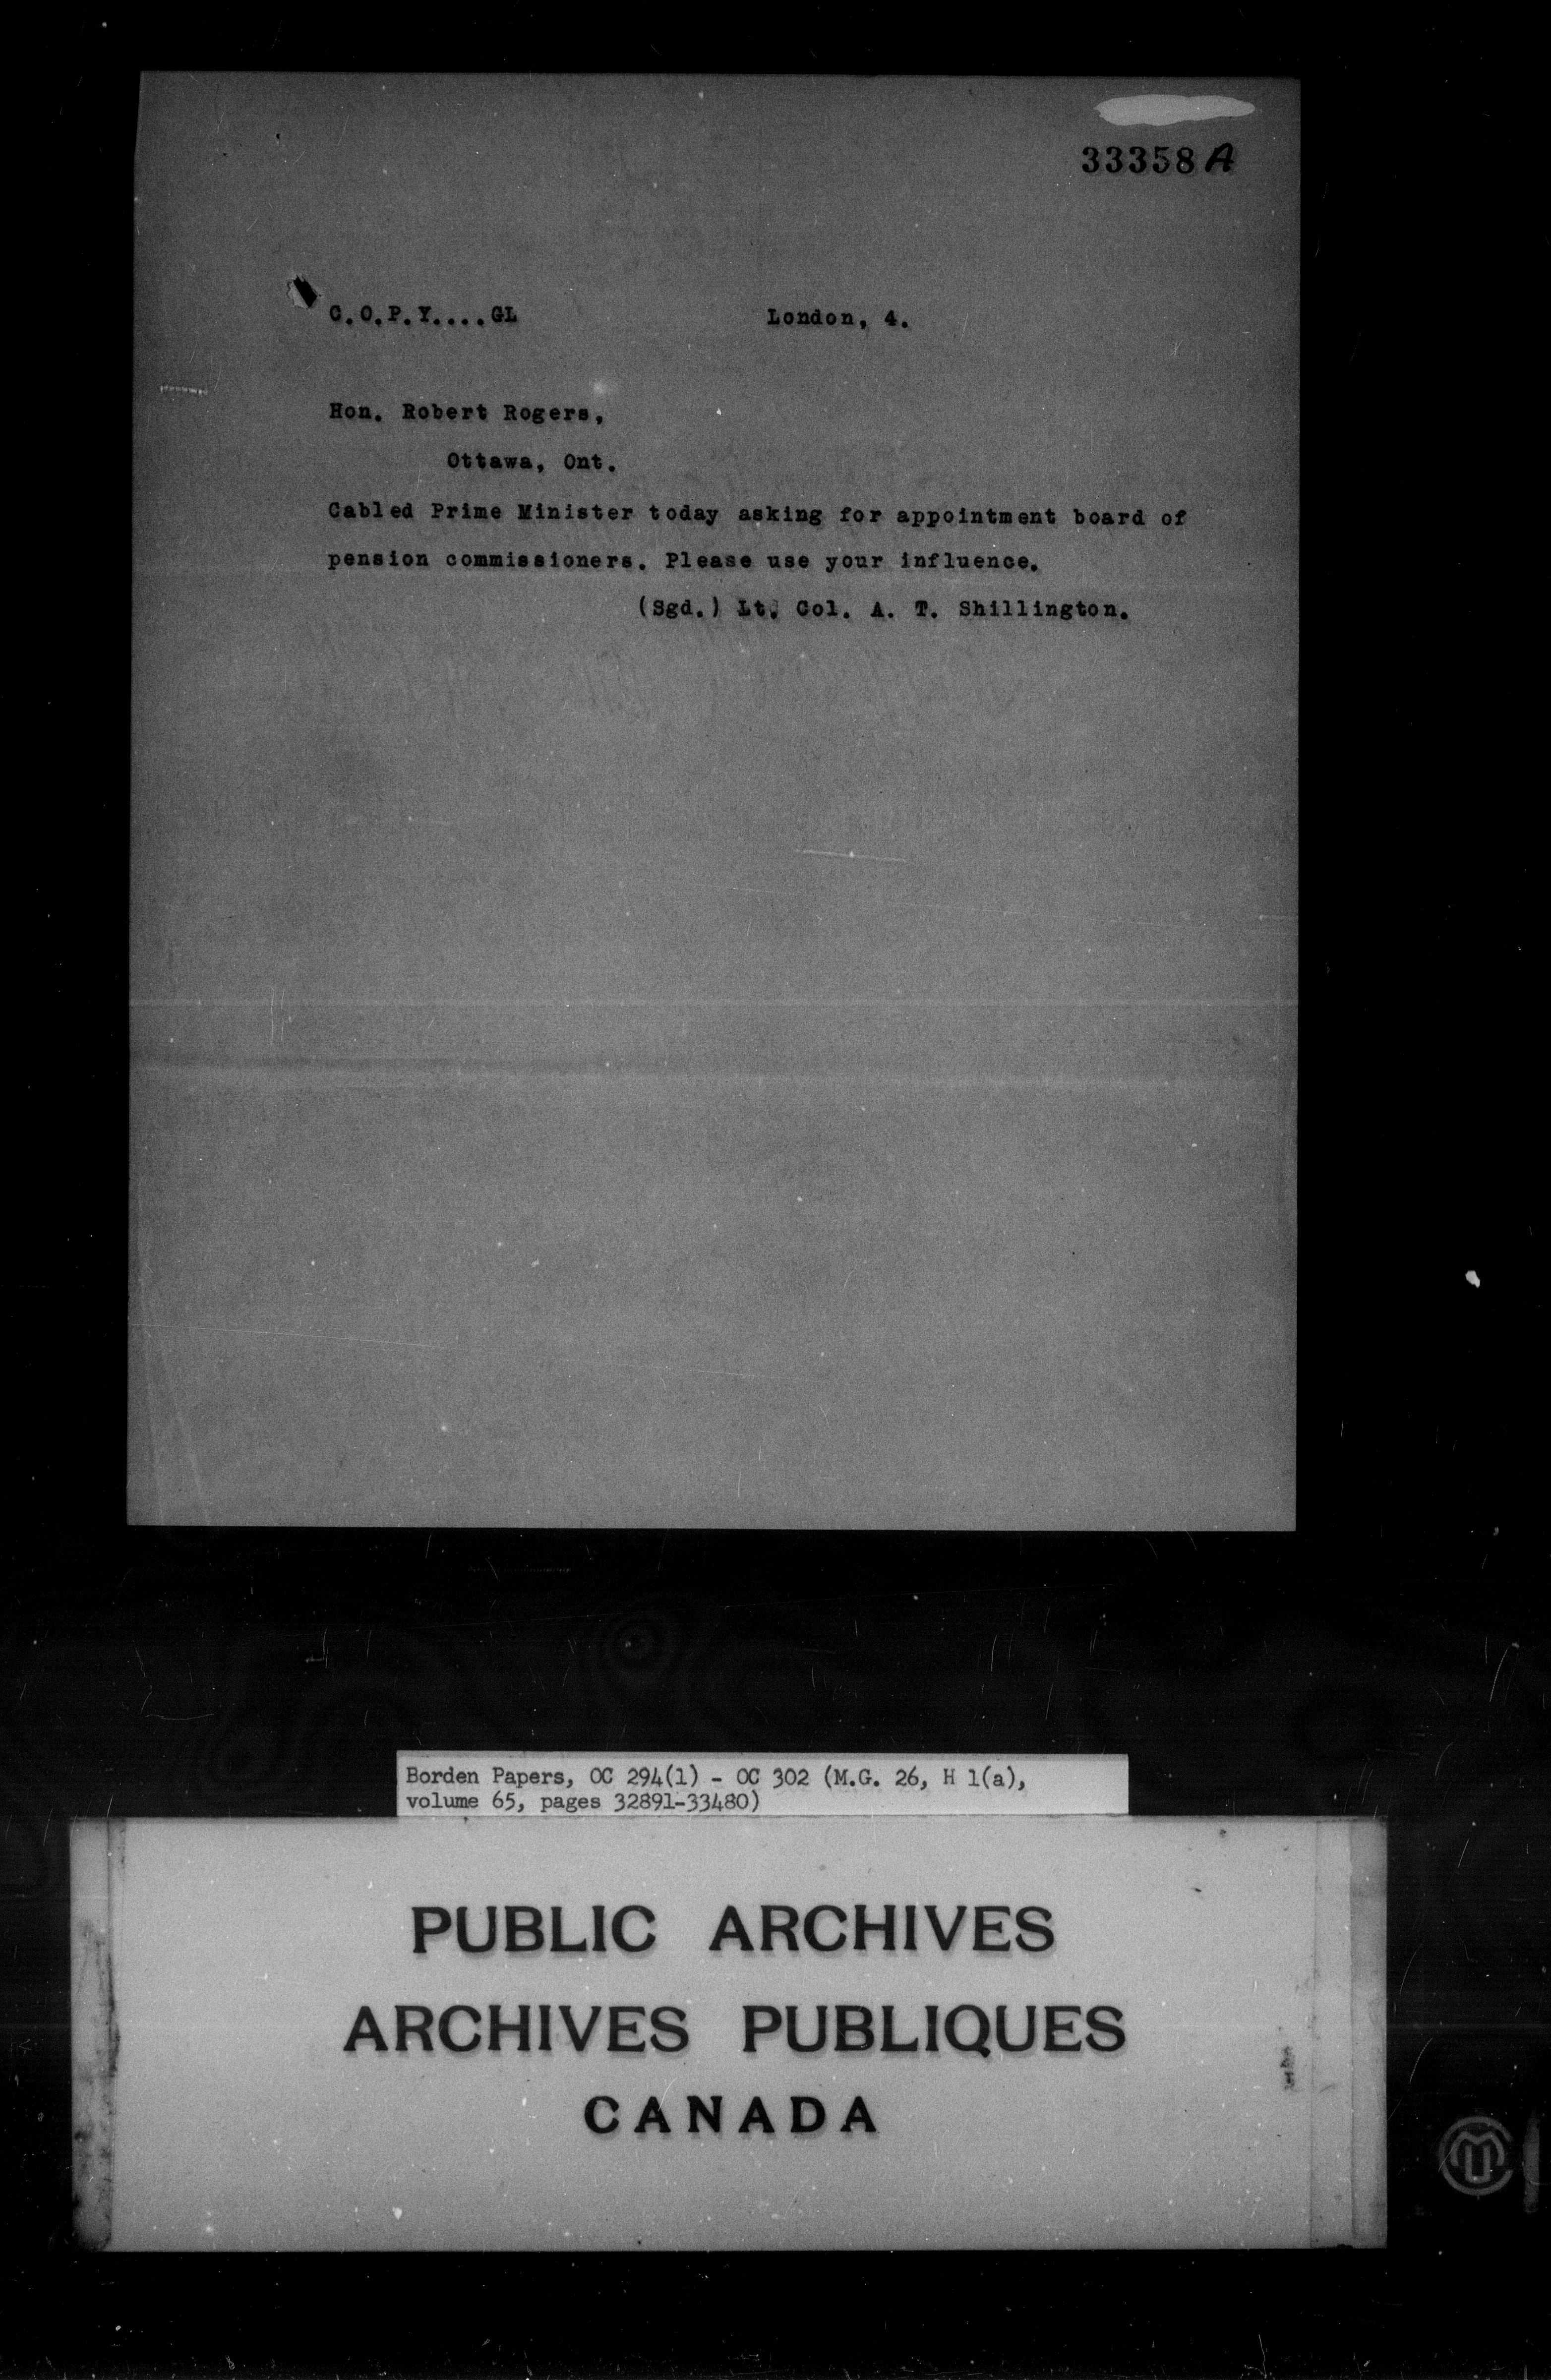 33358A
C.O.P.Y....GL London, 4.
Hon. Robert Rogers,
Ottawa, Ont.
Cabled Prime Minister today asking for appointment board of
pension commissioners. Please use your influence.
(Sgd.) Lt. Col. A. T. Shillington.
Borden Papers, OC 294(1) - OC 302 (M.G. 26, H 1(a),
volume 65, pages 32891-33480)
PUBLIC ARCHIVES
ARCHIVES PUBLIQUES
CANADA